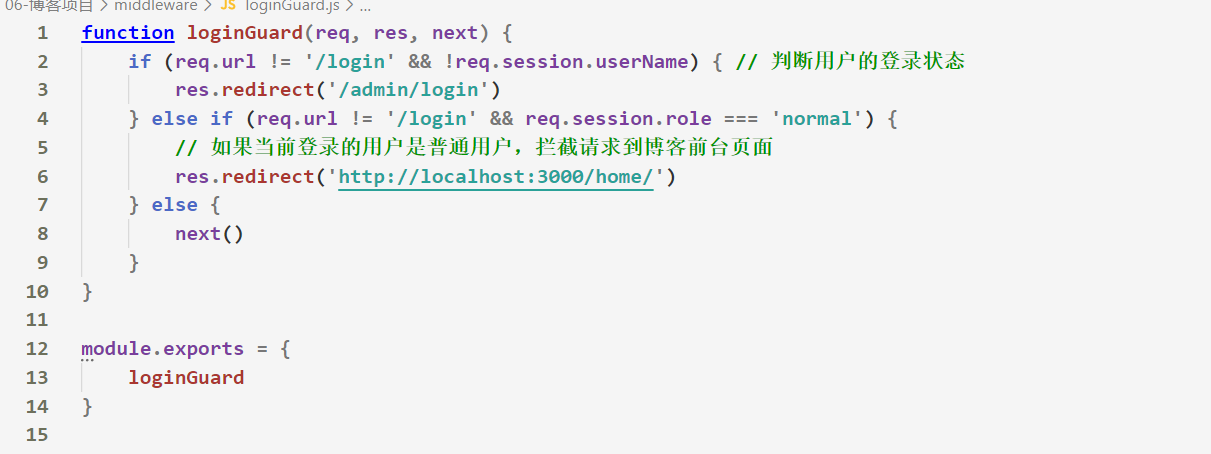 06-博客项目 > middleware > JS loginGuard.js > ...
1 function loginGuard(req, res, next) {
2     if (req.url != '/login' && !req.session.userName) { // 判断用户的登录状态
3         res.redirect('/admin/login')
4     } else if (req.url != '/login' && req.session.role === 'normal') {
5         // 如果当前登录的用户是普通用户，拦截请求到博客前台页面
6         res.redirect('http://localhost:3000/home/')
7     } else {
8         next()
9     }
10 }
11
12 module.exports = {
13     loginGuard
14 }
15